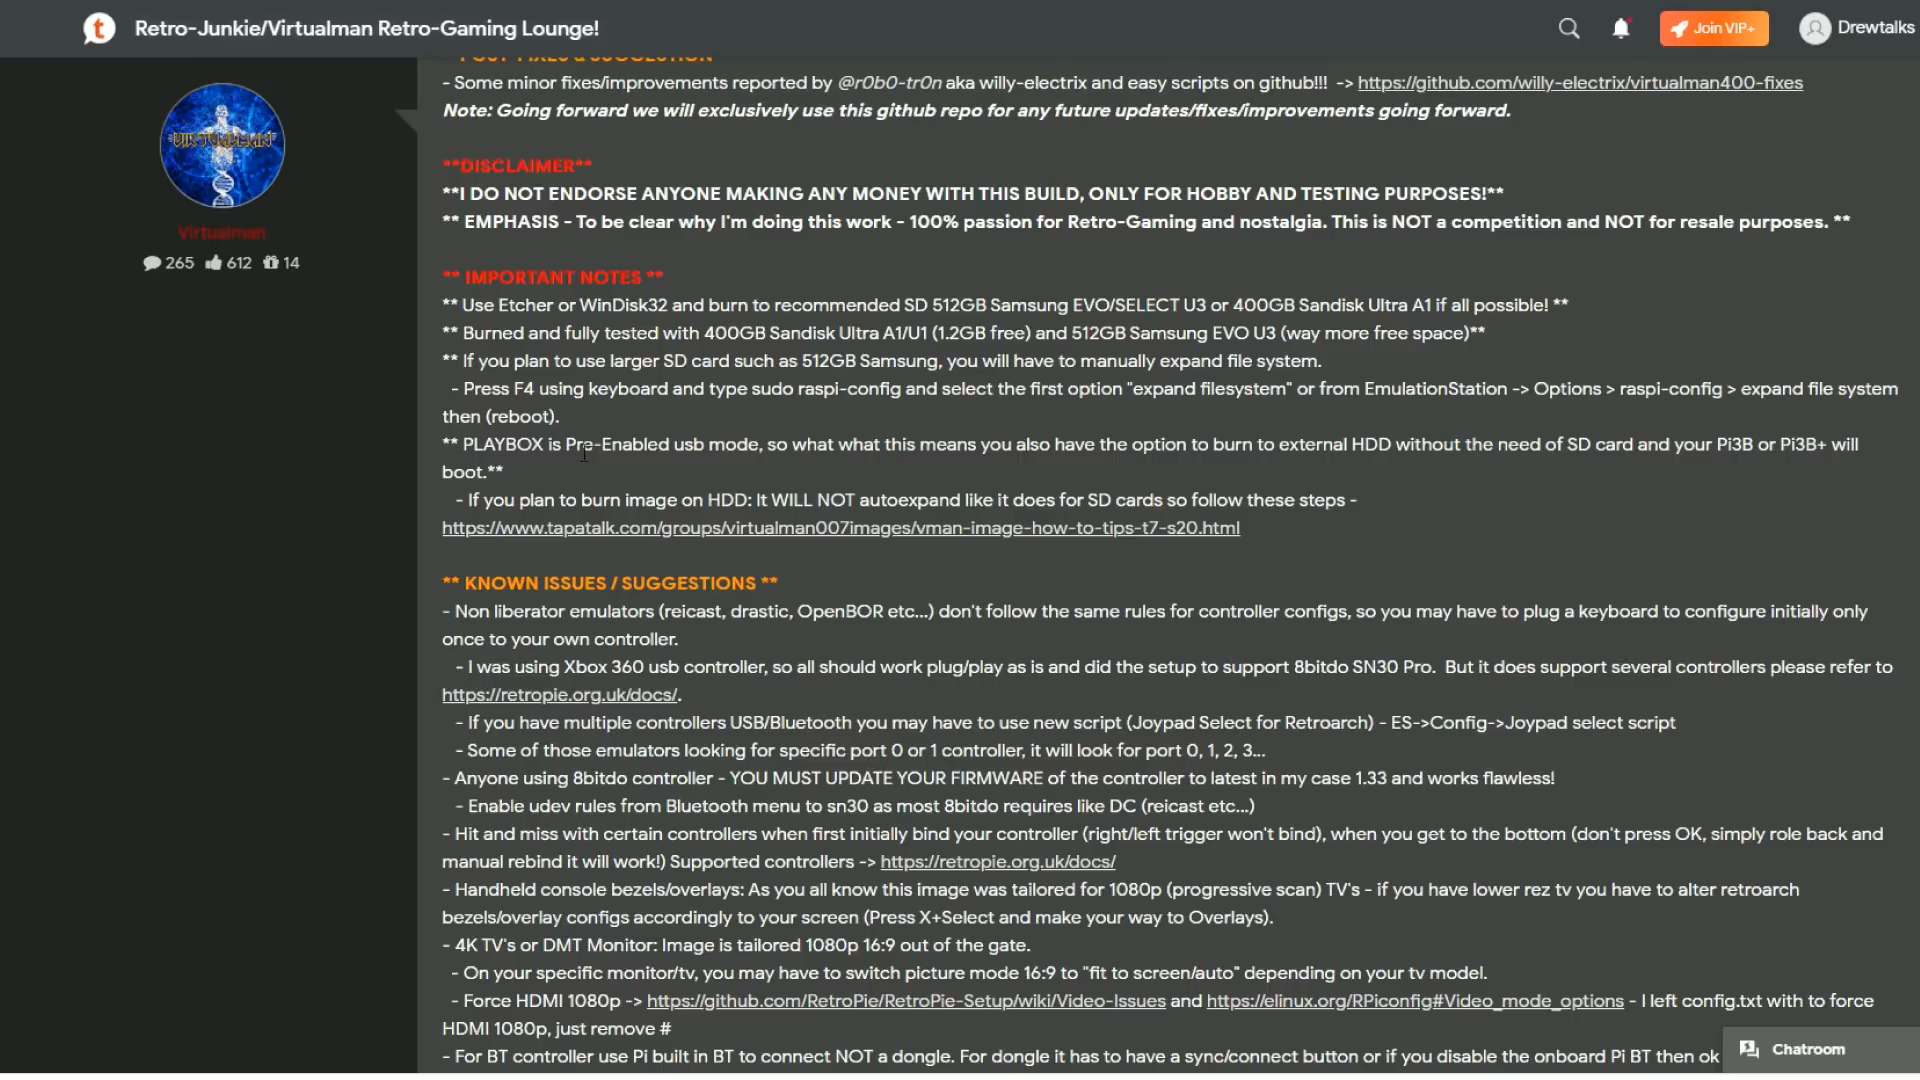 Retro-Junkie/Virtualman Retro-Gaming Lounge!
Join VIP+
Drewtalks
- Some minor fixes/improvements reported by @r0b0-tr0n aka willy-electrix and easy scripts on github!!! -> https://github.com/willy-electrix/virtualman400-fixes
Note: Going forward we will exclusively use this github repo for any future updates/fixes/improvements going forward.
**DISCLAIMER**
**I DO NOT ENDORSE ANYONE MAKING ANY MONEY WITH THIS BUILD, ONLY FOR HOBBY AND TESTING PURPOSES!**
** EMPHASIS - To be clear why I'm doing this work - 100% passion for Retro-Gaming and nostalgia. This is NOT a competition and NOT for resale purposes. **
VIRTUALMAN
Virtualman
265 612 14
** IMPORTANT NOTES **
** Use Etcher or WinDisk32 and burn to recommended SD 512GB Samsung EVO/SELECT U3 or 400GB Sandisk Ultra A1 if all possible! **
** Burned and fully tested with 400GB Sandisk Ultra A1/U1 (1.2GB free) and 512GB Samsung EVO U3 (way more free space)**
** If you plan to use larger SD card such as 512GB Samsung, you will have to manually expand file system.
- Press F4 using keyboard and type sudo raspi-config and select the first option "expand filesystem" or from EmulationStation -> Options > raspi-config > expand file system
then (reboot).
** PLAYBOX is Pre-Enabled usb mode, so what what this means you also have the option to burn to external HDD without the need of SD card and your Pi3B or Pi3B+ will
boot.**
- If you plan to burn image on HDD: It WILL NOT autoexpand like it does for SD cards so follow these steps -
https://www.tapatalk.com/groups/virtualman007images/vman-image-how-to-tips-t7-s20.html
** KNOWN ISSUES / SUGGESTIONS **
- Non liberator emulators (reicast, drastic, OpenBOR etc...) don't follow the same rules for controller configs, so you may have to plug a keyboard to configure initially only
once to your own controller.
- I was using Xbox 360 usb controller, so all should work plug/play as is and did the setup to support 8bitdo SN30 Pro. But it does support several controllers please refer to
https://retropie.org.uk/docs/.
- If you have multiple controllers USB/Bluetooth you may have to use new script (Joypad Select for Retroarch) - ES->Config->Joypad select script
- Some of those emulators looking for specific port 0 or 1 controller, it will look for port 0, 1, 2, 3...
- Anyone using 8bitdo controller - YOU MUST UPDATE YOUR FIRMWARE of the controller to latest in my case 1.33 and works flawless!
- Enable udev rules from Bluetooth menu to sn30 as most 8bitdo requires like DC (reicast etc...)
- Hit and miss with certain controllers when first initially bind your controller (right/left trigger won't bind), when you get to the bottom (don't press OK, simply role back and
manual rebind it will work!) Supported controllers -> https://retropie.org.uk/docs/
- Handheld console bezels/overlays: As you all know this image was tailored for 1080p (progressive scan) TV's - if you have lower rez tv you have to alter retroarch
bezels/overlay configs accordingly to your screen (Press X+Select and make your way to Overlays).
- 4K TV's or DMT Monitor: Image is tailored 1080p 16:9 out of the gate.
- On your specific monitor/tv, you may have to switch picture mode 16:9 to "fit to screen/auto" depending on your tv model.
- Force HDMI 1080p -> https://github.com/RetroPie/RetroPie-Setup/wiki/Video-Issues and https://elinux.org/RPiconfig#Video_mode_options - I left config.txt with to force
HDMI 1080p, just remove #
- For BT controller use Pi built in BT to connect NOT a dongle. For dongle it has to have a sync/connect button or if you disable the onboard Pi BT then ok
Chatroom